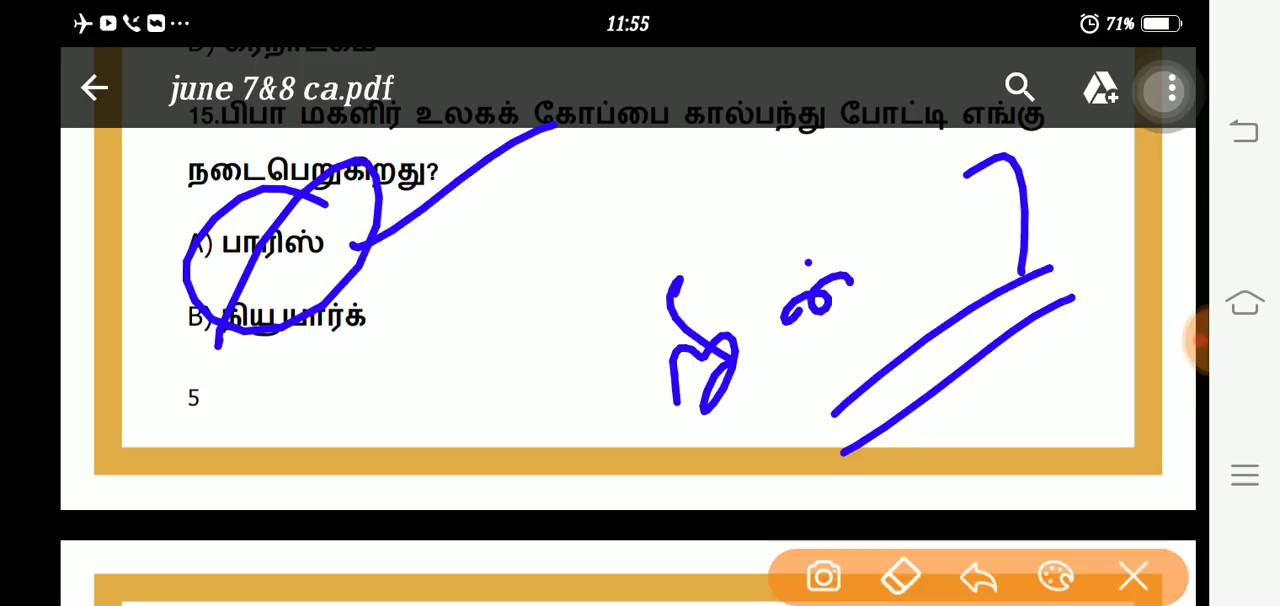 11:55
71%
june 7&8 ca.pdf
15.பிபா மகளிர் உலகக் கோப்பை கால்பந்து போட்டி எங்கு
நடைபெறுகிறது?
A) பாரிஸ்
B) நியுயார்க்
5